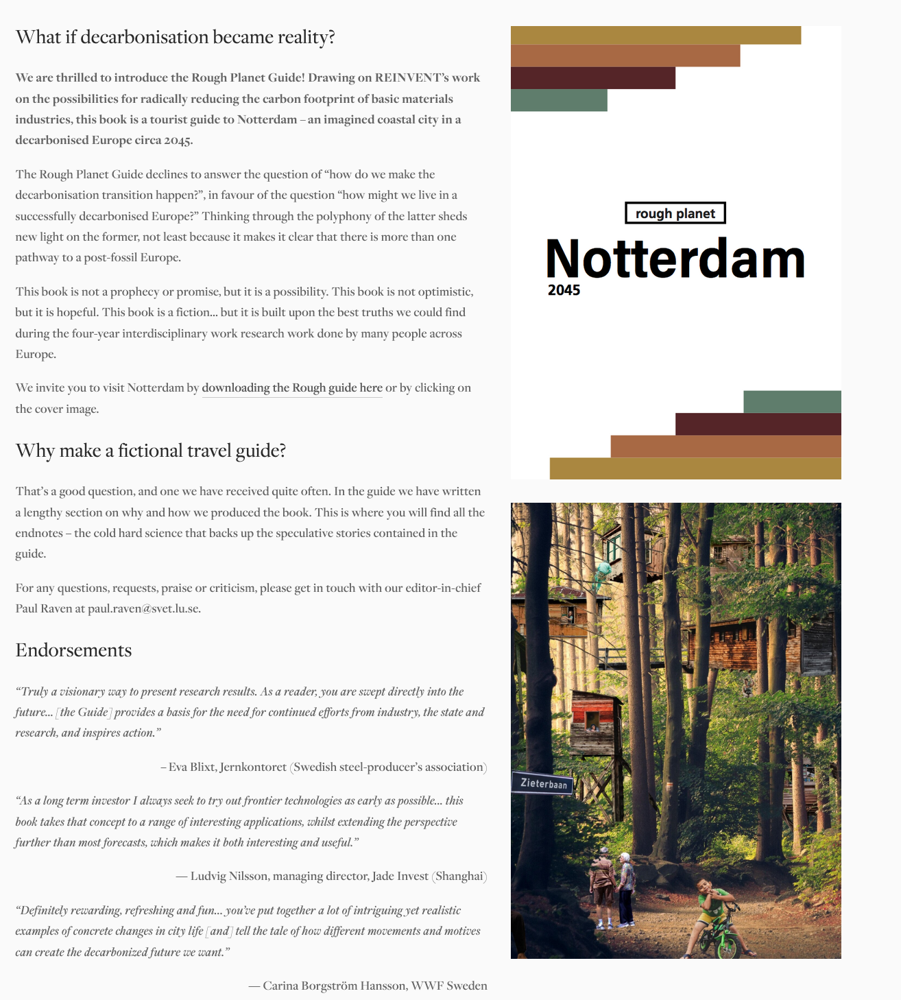 What if decarbonisation became reality?
We are thrilled to introduce the Rough Planet Guide! Drawing on REINVENT’s work
on the possibilities for radically reducing the carbon footprint of basic materials
industries, this book is a tourist guide to Notterdam – an imagined coastal city in a
decarbonised Europe circa 2045.
The Rough Planet Guide declines to answer the question of “how do we make the
decarbonisation transition happen?”, in favour of the question “how might we live in a
successfully decarbonised Europe?” Thinking through the polyphony of the latter sheds
new light on the former, not least because it makes it clear that there is more than one
pathway to a post-fossil Europe.
This book is not a prophecy or promise, but it is a possibility. This book is not optimistic,
but it is hopeful. This book is a fiction... but it is built upon the best truths we could find
during the four-year interdisciplinary work research work done by many people across
Europe.
We invite you to visit Notterdam by downloading the Rough guide here or by clicking on
the cover image.
Why make a fictional travel guide?
That’s a good question, and one we have received quite often. In the guide we have written
a lengthy section on why and how we produced the book. This is where you will find all the
endnotes – the cold hard science that backs up the speculative stories contained in the
guide.
For any questions, requests, praise or criticism, please get in touch with our editor-in-chief
Paul Raven at paul.raven@svet.lu.se.
Endorsements
“Truly a visionary way to present research results. As a reader, you are swept directly into the
future... [the Guide] provides a basis for the need for continued efforts from industry, the state and
research, and inspires action.”
– Eva Blixt, Jernkontoret (Swedish steel-producer’s association)
“As a long term investor I always seek to try out frontier technologies as early as possible... this
book takes that concept to a range of interesting applications, whilst extending the perspective
further than most forecasts, which makes it both interesting and useful.”
— Ludvig Nilsson, managing director, Jade Invest (Shanghai)
“Definitely rewarding, refreshing and fun... you’ve put together a lot of intriguing yet realistic
examples of concrete changes in city life [and] tell the tale of how different movements and motives
can create the decarbonized future we want.”
— Carina Borgström Hansson, WWF Sweden
rough planet
Notterdam
2045
Zieterbaan